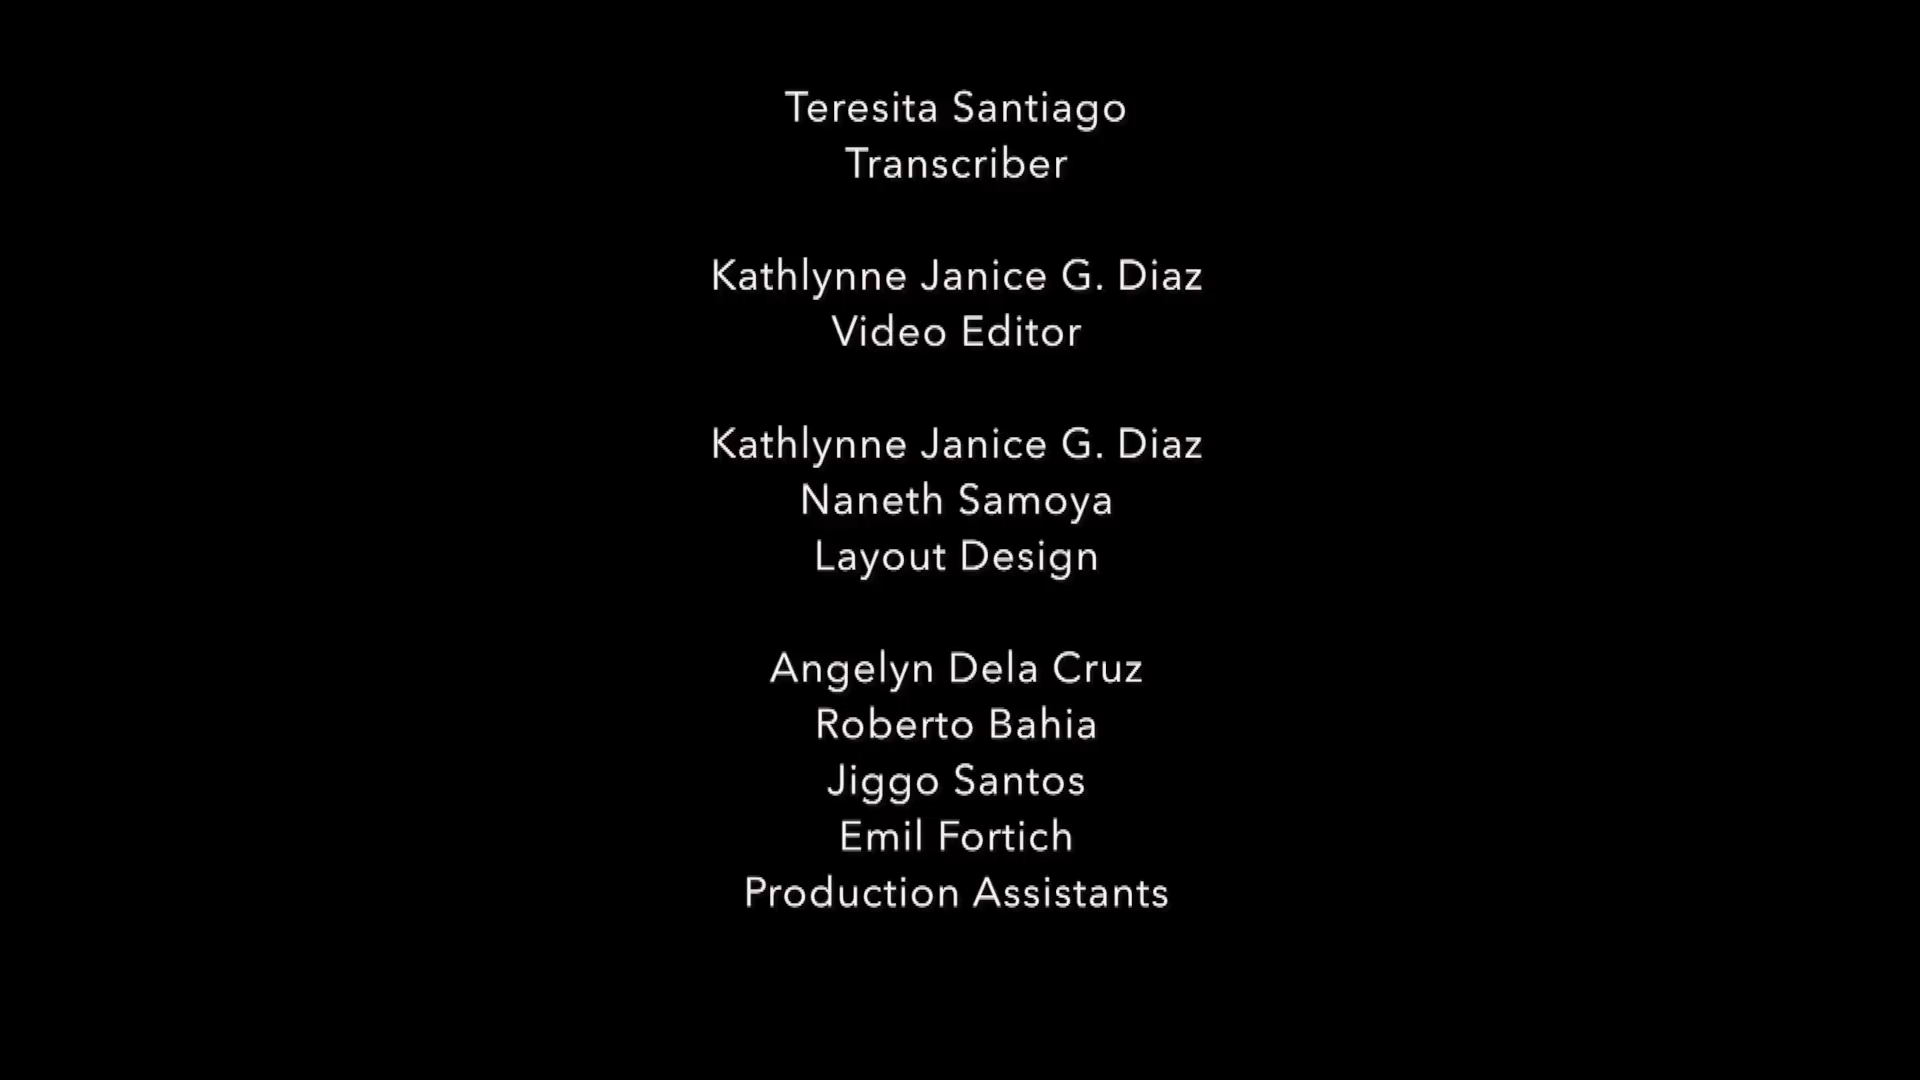 Teresita Santiago
Transcriber
Kathlynne Janice G. Diaz
Video Editor
Kathlynne Janice G. Diaz
Naneth Samoya
Layout Design
Angelyn Dela Cruz
Roberto Bahia
Jiggo Santos
Emil Fortich
Production Assistants